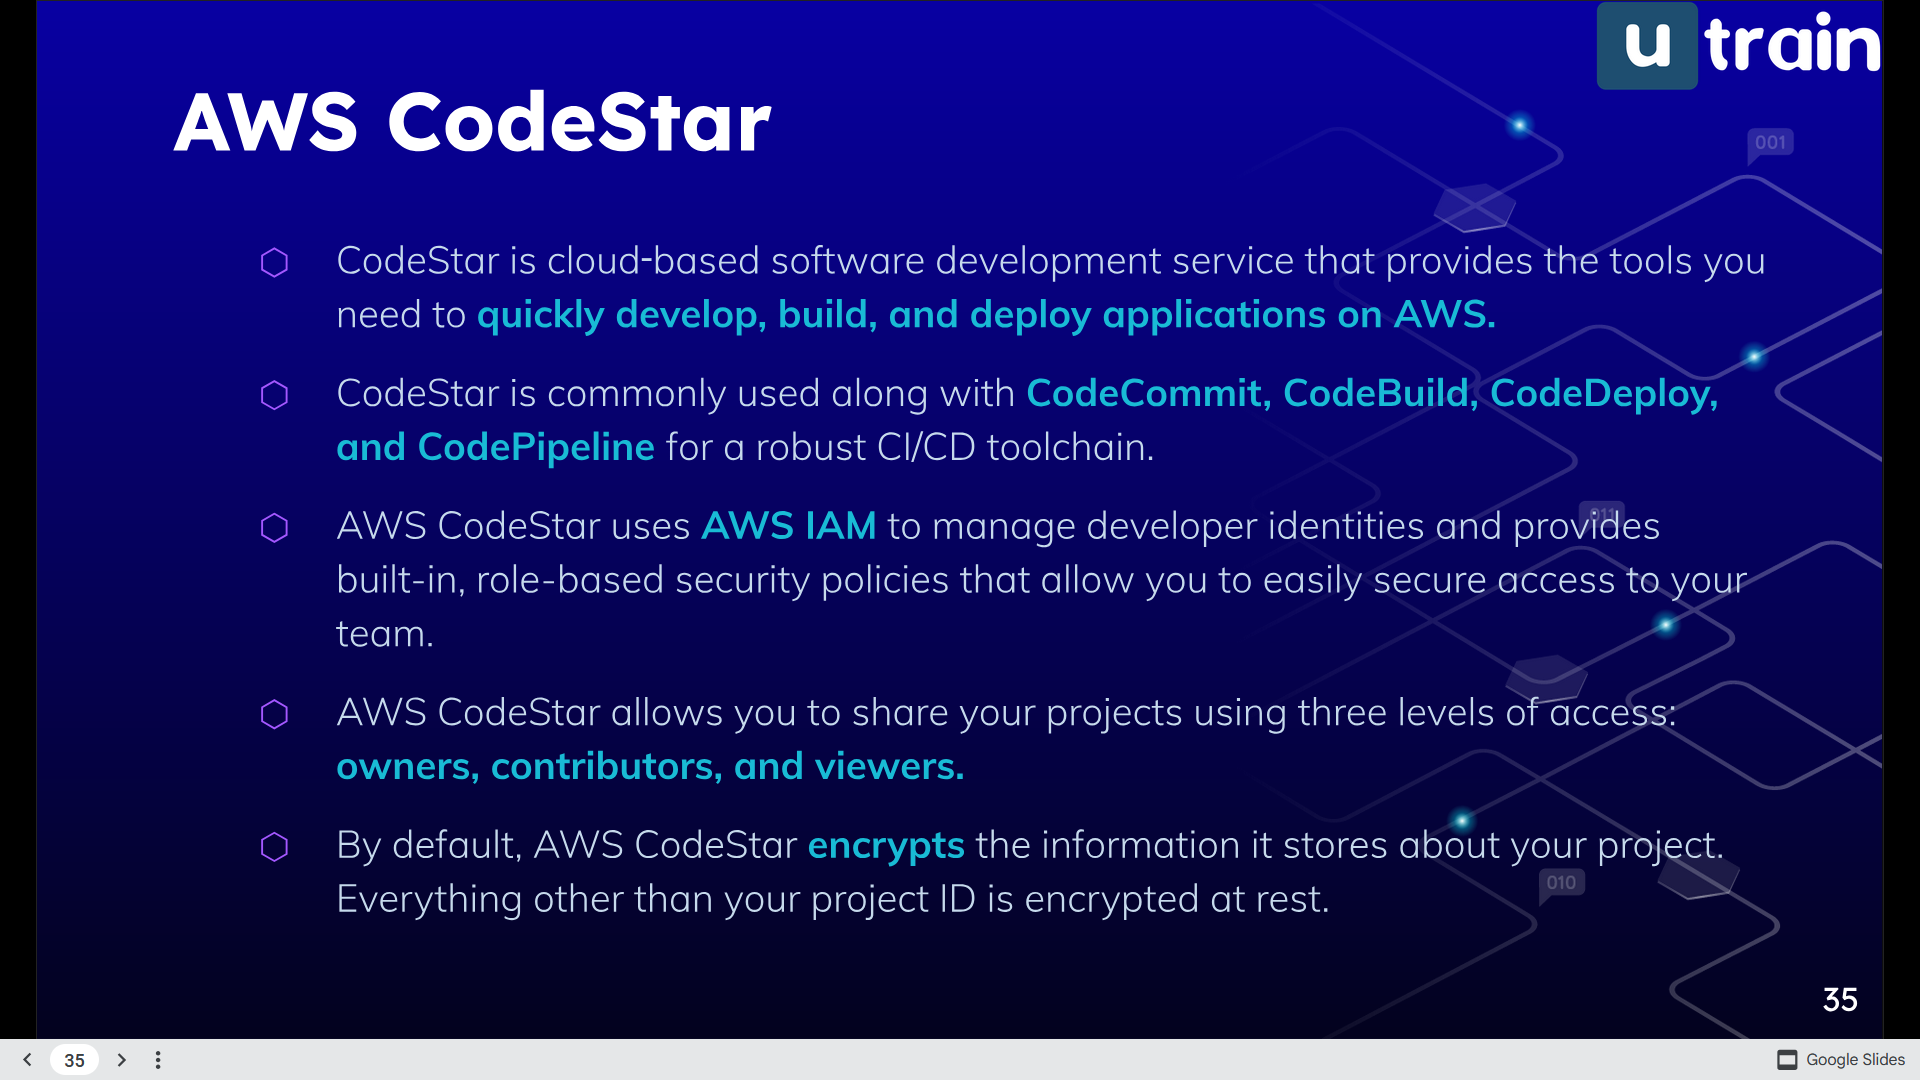 u train
AWS CodeStar
001
CodeStar is cloud-based software development service that provides the tools you
need to quickly develop, build, and deploy applications on AWS.
CodeStar is commonly used along with CodeCommit, CodeBuild, CodeDeploy,
and CodePipeline for a robust CI/CD toolchain.
011
AWS CodeStar uses AWS IAM to manage developer identities and provides
built-in, role-based security policies that allow you to easily secure access to your
team.
AWS CodeStar allows you to share your projects using three levels of access:
owners, contributors, and viewers.
By default, AWS CodeStar encrypts the information it stores about your project.
010
Everything other than your project ID is encrypted at rest.
35
35
Google Slides